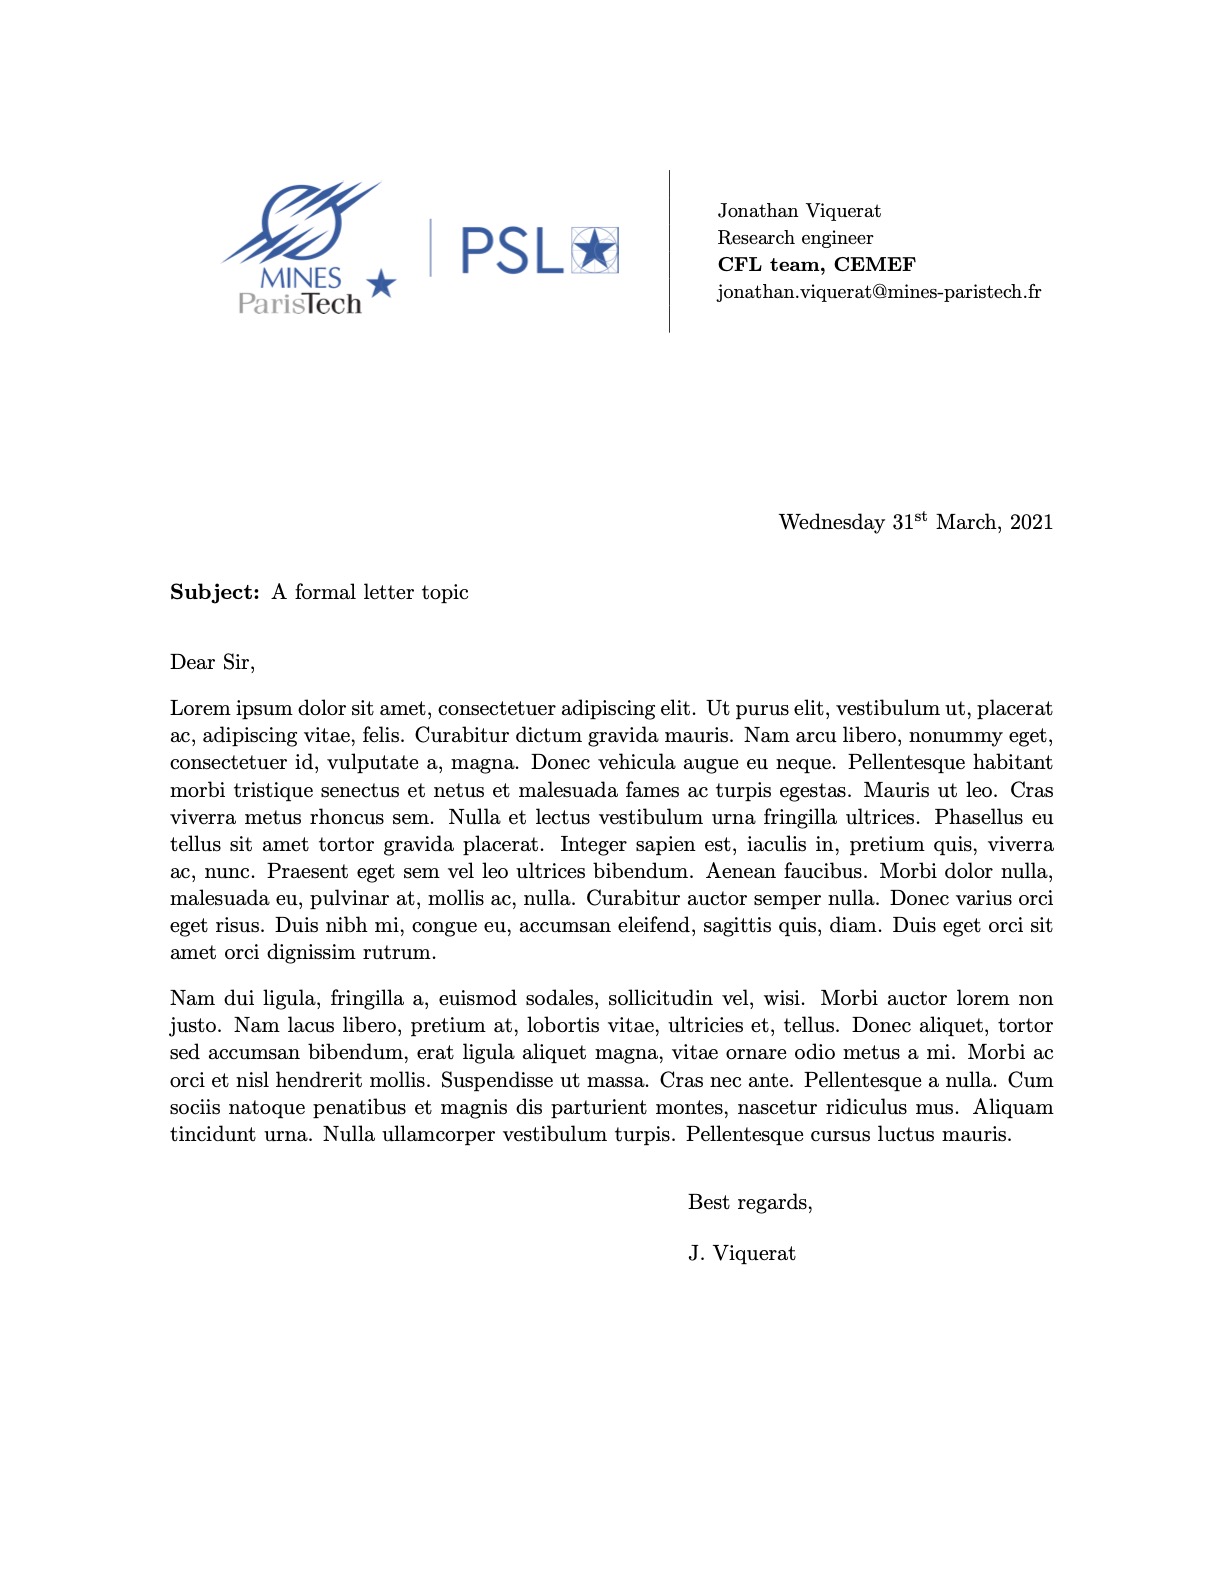 MINES
ParisTech
PSL
Jonathan Viquerat
Research engineer
CFL team, CEMEF
jonathan.viquerat@mines-paristech.fr
Wednesday 31st March, 2021
Subject: A formal letter topic
Dear Sir,
Lorem ipsum dolor sit amet, consectetuer adipiscing elit. Ut purus elit, vestibulum ut, placerat
ac, adipiscing vitae, felis. Curabitur dictum gravida mauris. Nam arcu libero, nonummy eget,
consectetuer id, vulputate a, magna. Donec vehicula augue eu neque. Pellentesque habitant
morbi tristique senectus et netus et malesuada fames ac turpis egestas. Mauris ut leo. Cras
viverra metus rhoncus sem. Nulla et lectus vestibulum urna fringilla ultrices. Phasellus eu
tellus sit amet tortor gravida placerat. Integer sapien est, iaculis in, pretium quis, viverra
ac, nunc. Praesent eget sem vel leo ultrices bibendum. Aenean faucibus. Morbi dolor nulla,
malesuada eu, pulvinar at, mollis ac, nulla. Curabitur auctor semper nulla. Donec varius orci
eget risus. Duis nibh mi, congue eu, accumsan eleifend, sagittis quis, diam. Duis eget orci sit
amet orci dignissim rutrum.
Nam dui ligula, fringilla a, euismod sodales, sollicitudin vel, wisi. Morbi auctor lorem non
justo. Nam lacus libero, pretium at, lobortis vitae, ultricies et, tellus. Donec aliquet, tortor
sed accumsan bibendum, erat ligula aliquet magna, vitae ornare odio metus a mi. Morbi ac
orci et nisl hendrerit mollis. Suspendisse ut massa. Cras nec ante. Pellentesque a nulla. Cum
sociis natoque penatibus et magnis dis parturient montes, nascetur ridiculus mus. Aliquam
tincidunt urna. Nulla ullamcorper vestibulum turpis. Pellentesque cursus luctus mauris.
Best regards,
J. Viquerat